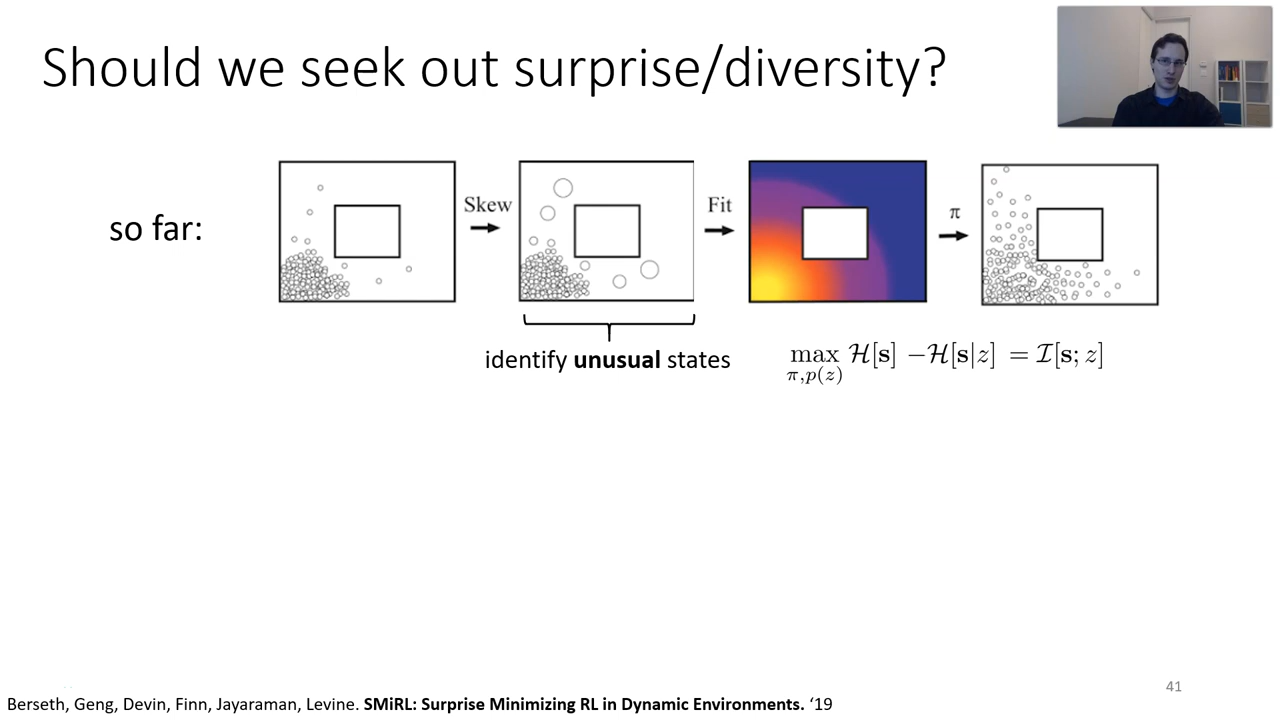 Should we seek out surprise/diversity?
so far:
Skew
Fit
π
identify unusual states
max H[s] −H[s|z] = I[s; z]
π,p(z)
41
Berseth, Geng, Devin, Finn, Jayaraman, Levine. SMiRL: Surprise Minimizing RL in Dynamic Environments. ‘19